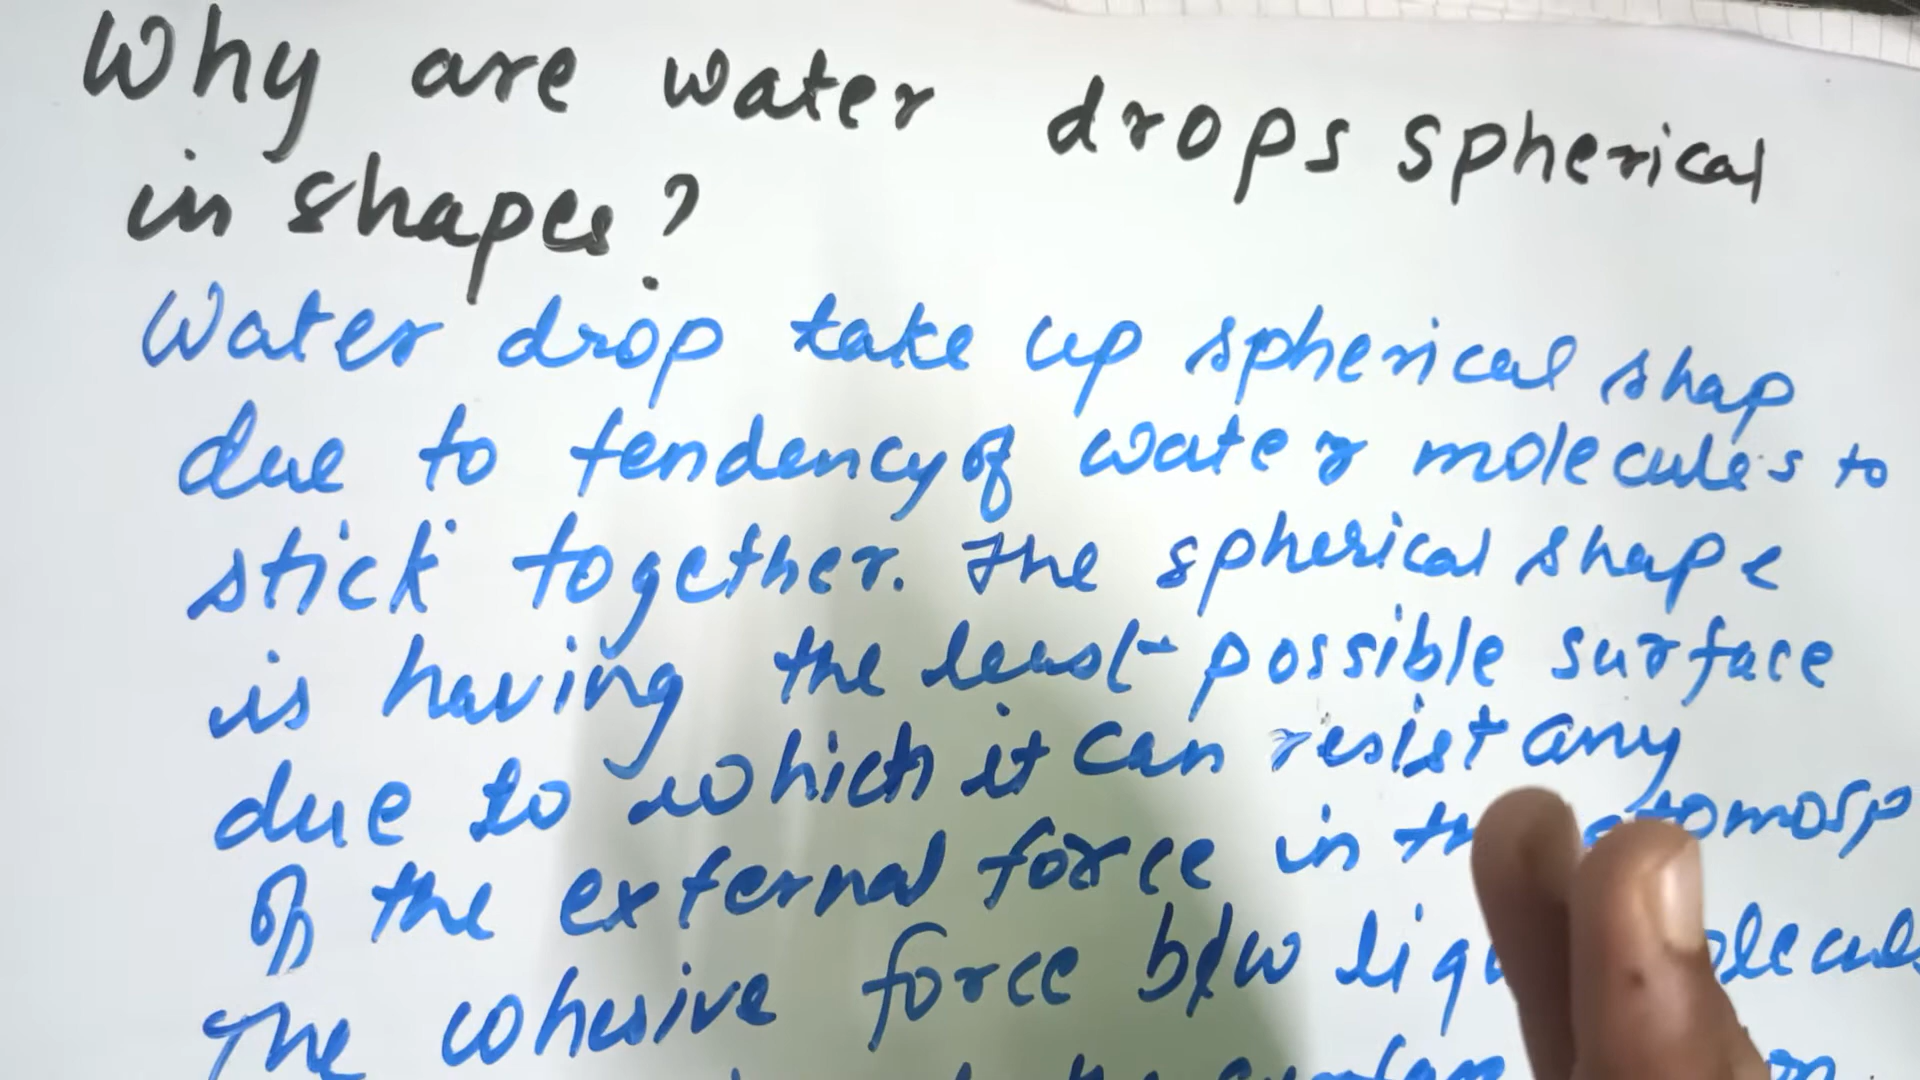 Why are water drops spherical
in shapes?
Water drop take up spherical shap
due to tendency of water molecules to
stick together. The spherical shape
is having the least possible surface
due to which it can resist any
of the external force in
The cohesive force b/w